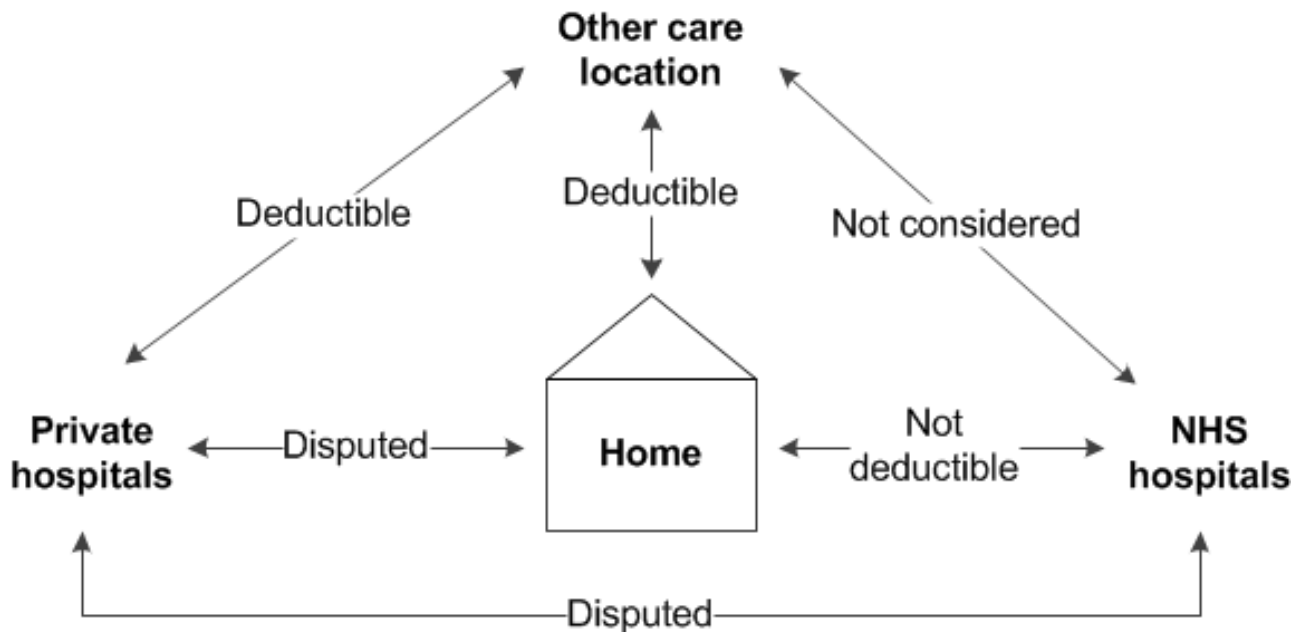 Other care
location
Deductible
Deductible
Not considered
Private
hospitals
Disputed
Home
Not
deductible
NHS
hospitals
Disputed